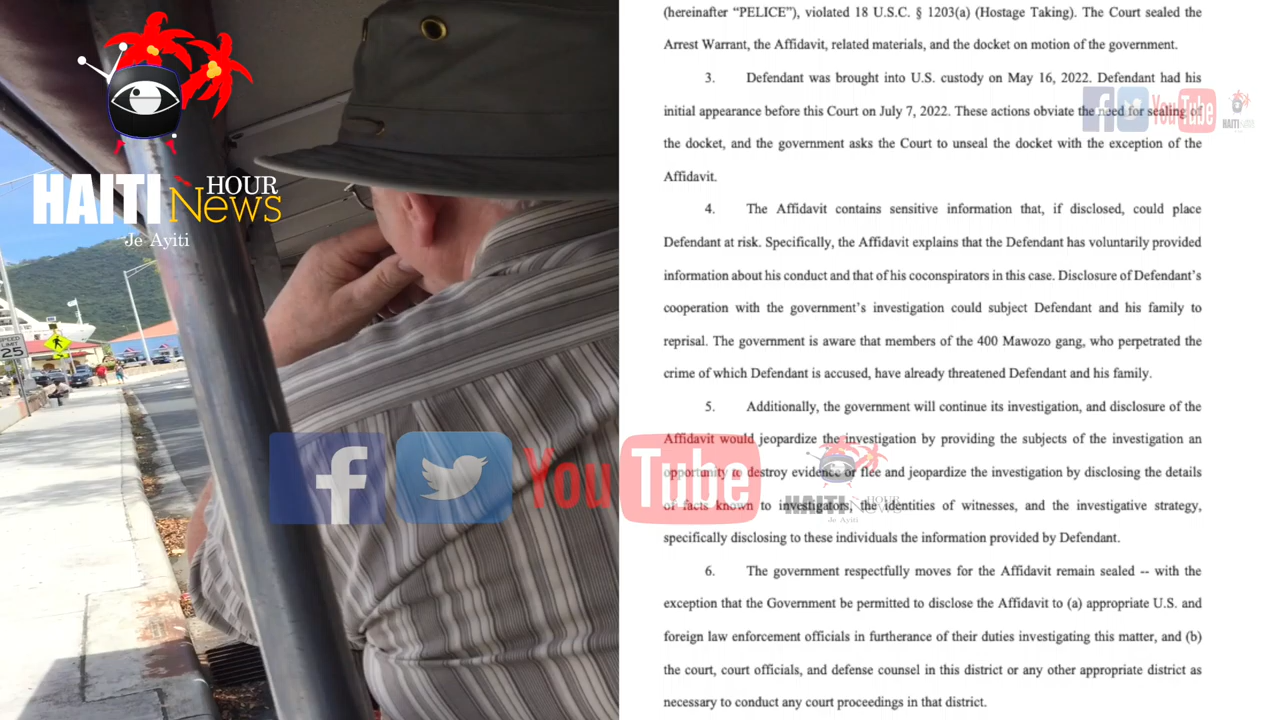 HAITI HOUR
News
Je Ayiti
SPEED
LIMIT
25
f
YouTube
HAITI HOUR
News
Je Ayiti
f
YouTube
HAITI
(hereinafter “PELICE”), violated 18 U.S.C. § 1203(a) (Hostage Taking). The Court sealed the
Arrest Warrant, the Affidavit, related materials, and the docket on motion of the government.
3. Defendant was brought into U.S. custody on May 16, 2022. Defendant had his
initial appearance before this Court on July 7, 2022. These actions obviate the need for sealing of
the docket, and the government asks the Court to unseal the docket with the exception of the
Affidavit.
4. The Affidavit contains sensitive information that, if disclosed, could place
Defendant at risk. Specifically, the Affidavit explains that the Defendant has voluntarily provided
information about his conduct and that of his coconspirators in this case. Disclosure of Defendant’s
cooperation with the government’s investigation could subject Defendant and his family to
reprisal. The government is aware that members of the 400 Mawozo gang, who perpetrated the
crime of which Defendant is accused, have already threatened Defendant and his family.
5. Additionally, the government will continue its investigation, and disclosure of the
Affidavit would jeopardize the investigation by providing the subjects of the investigation an
opportunity to destroy evidence or flee and jeopardize the investigation by disclosing the details
of facts known to investigators, the identities of witnesses, and the investigative strategy,
specifically disclosing to these individuals the information provided by Defendant.
6. The government respectfully moves for the Affidavit remain sealed -- with the
exception that the Government be permitted to disclose the Affidavit to (a) appropriate U.S. and
foreign law enforcement officials in furtherance of their duties investigating this matter, and (b)
the court, court officials, and defense counsel in this district or any other appropriate district as
necessary to conduct any court proceedings in that district.